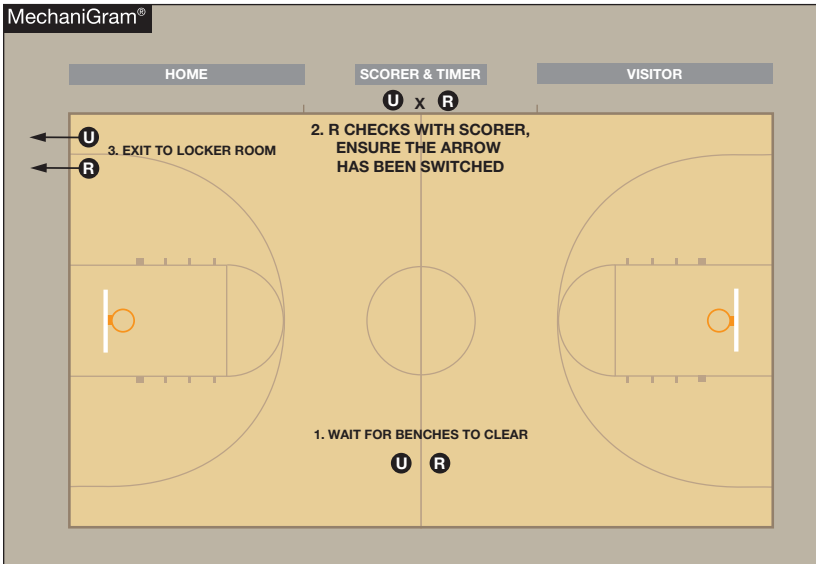 MechaniGram®
HOME
SCORER & TIMER
VISITOR
U X R
2. R CHECKS WITH SCORER,
ENSURE THE ARROW
HAS BEEN SWITCHED
U
3. EXIT TO LOCKER ROOM
R
1. WAIT FOR BENCHES TO CLEAR
U R